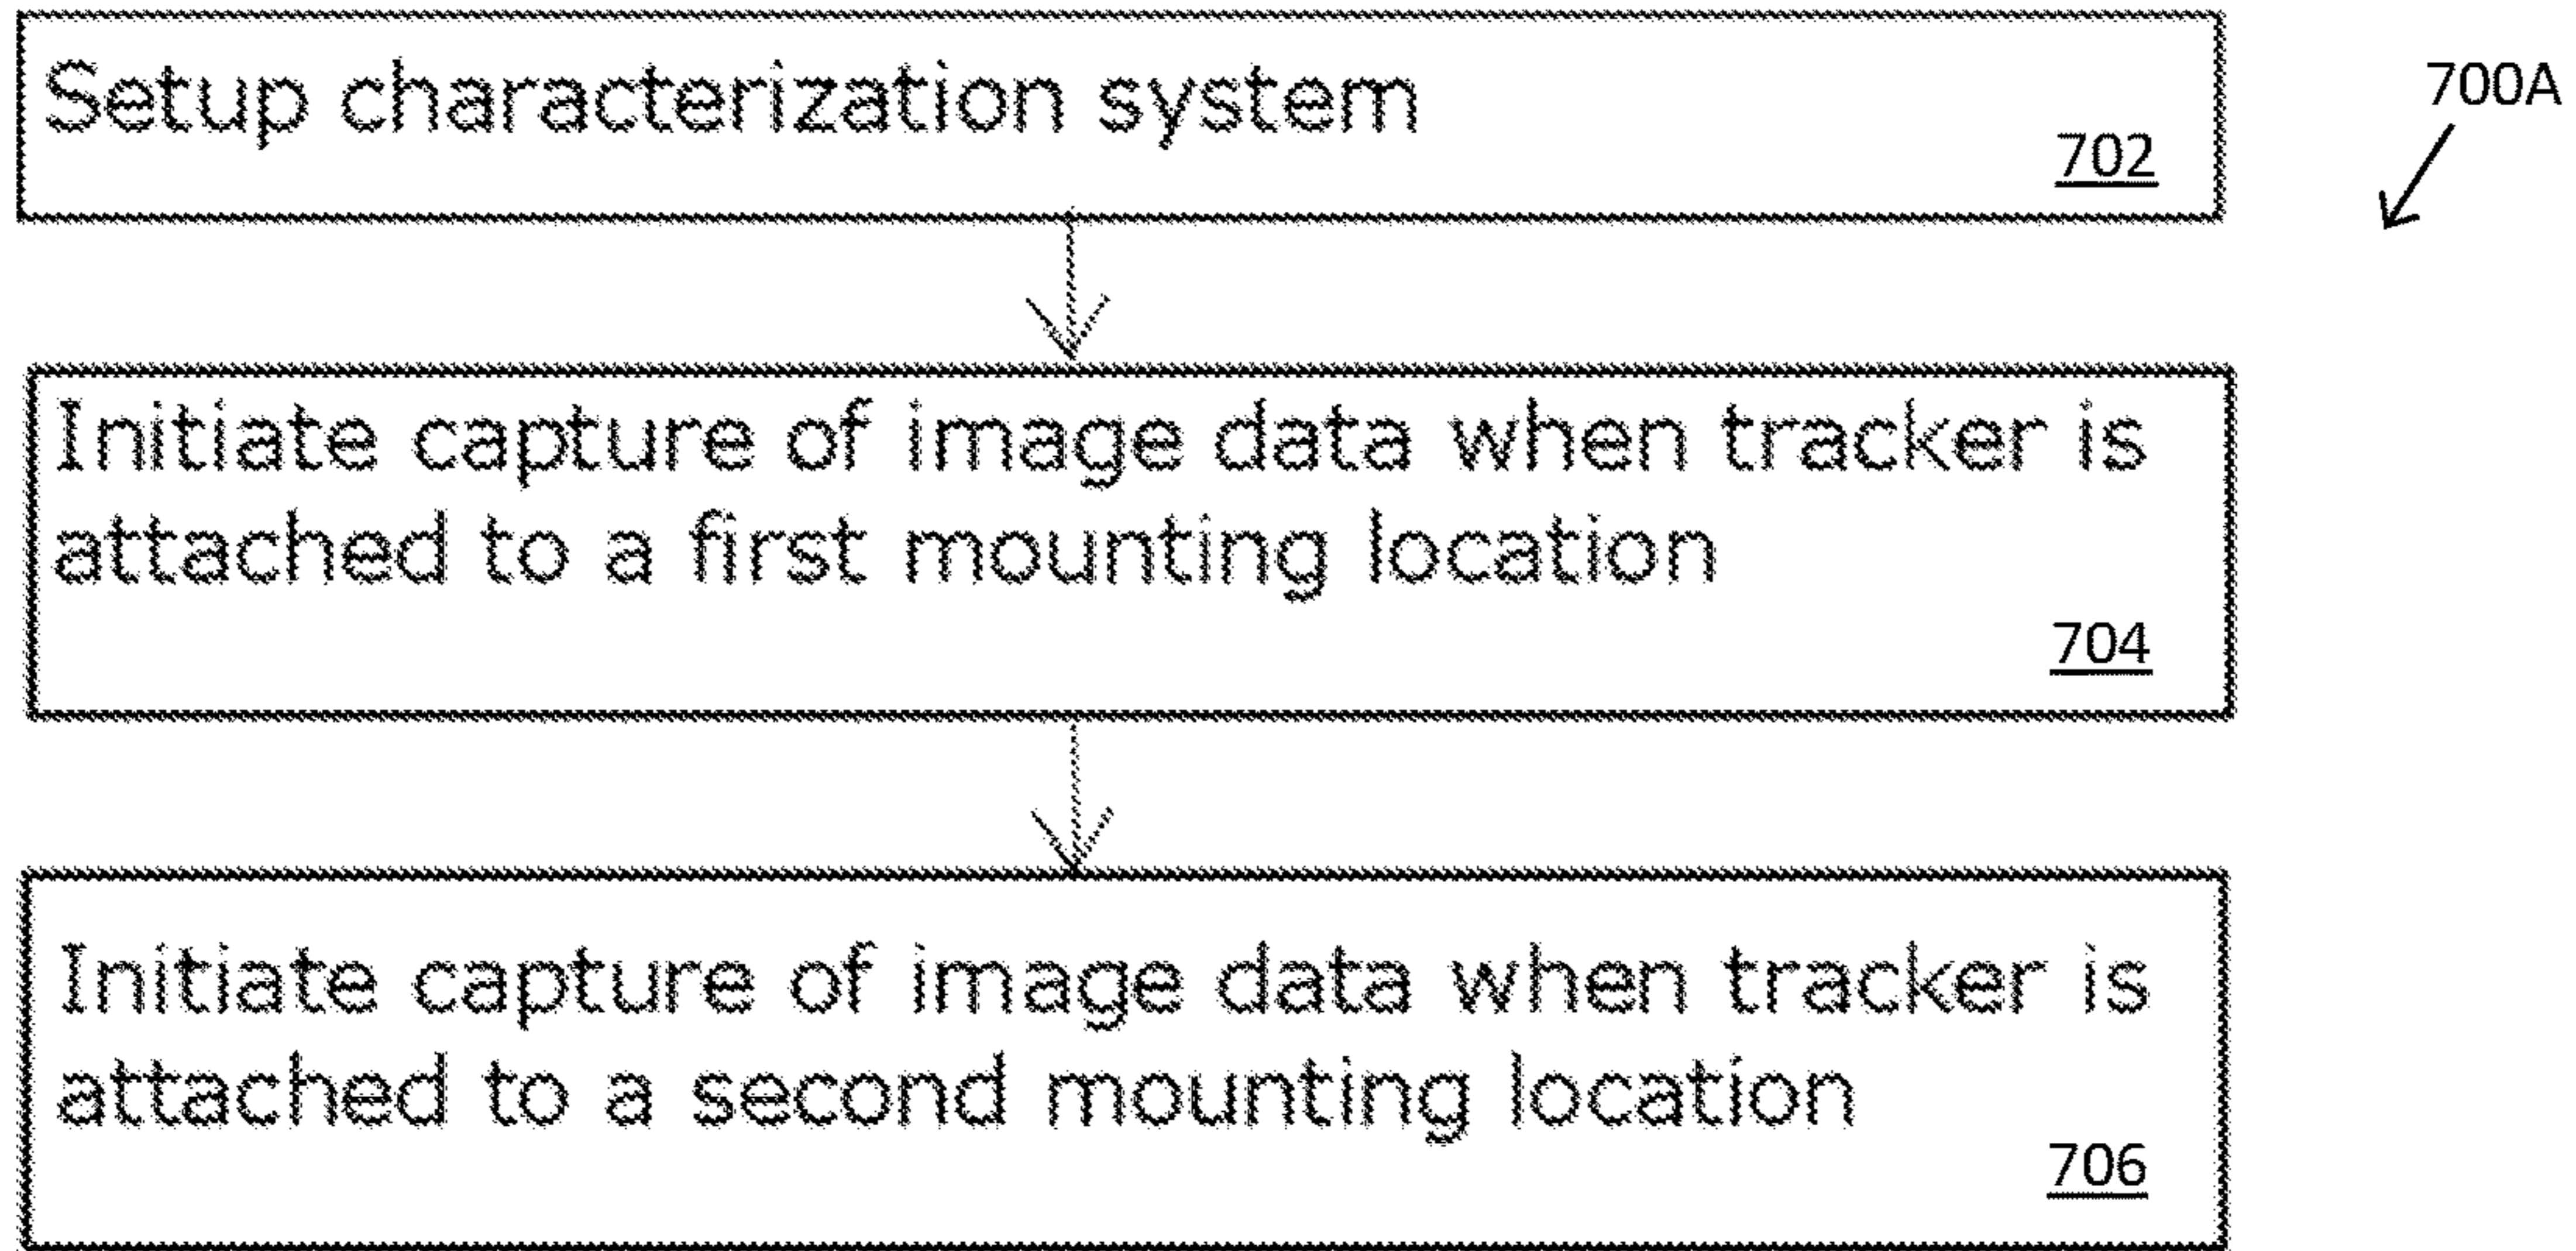 Setup characterization system
702
700A
Initiate capture of image data when tracker is
attached to a first mounting location
704
Initiate capture of image data when tracker is
attached to a second mounting location
706